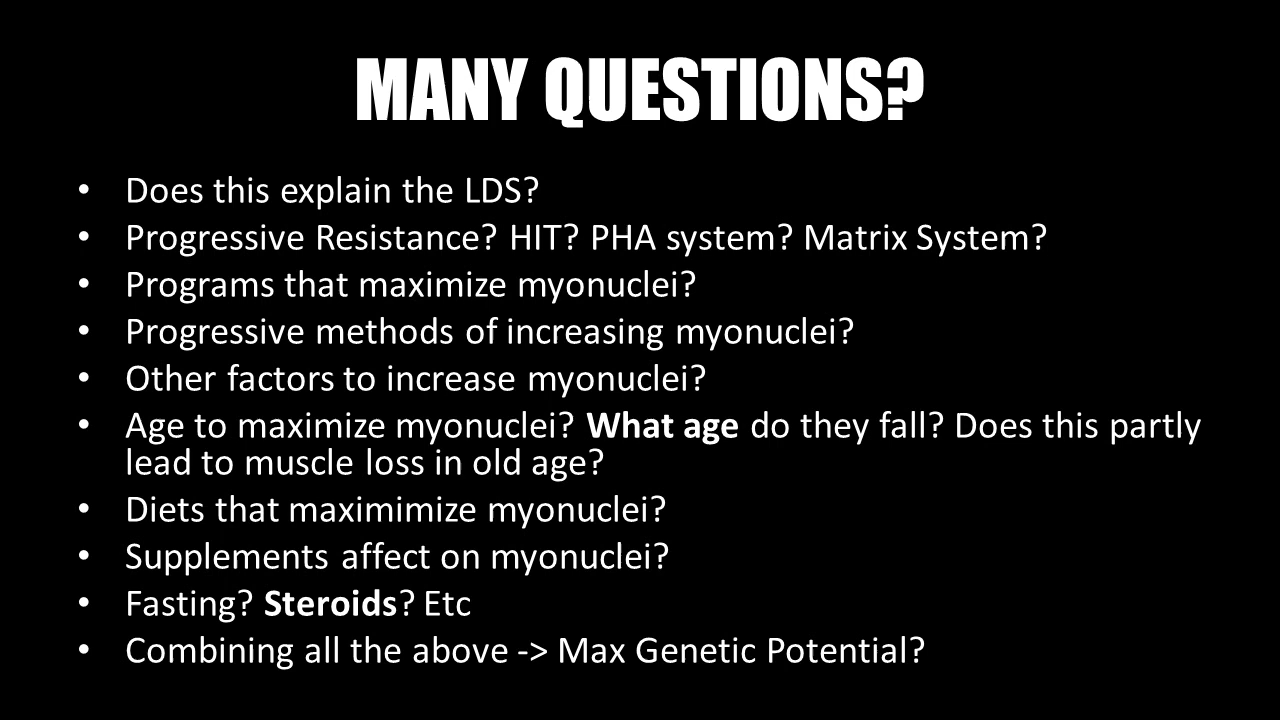 MANY QUESTIONS?
• Does this explain the LDS?
• Progressive Resistance? HIT? PHA system? Matrix System?
• Programs that maximize myonuclei?
• Progressive methods of increasing myonuclei?
• Other factors to increase myonuclei?
• Age to maximize myonuclei? What age do they fall? Does this partly
lead to muscle loss in old age?
• Diets that maximimize myonuclei?
• Supplements affect on myonuclei?
• Fasting? Steroids? Etc
• Combining all the above -> Max Genetic Potential?